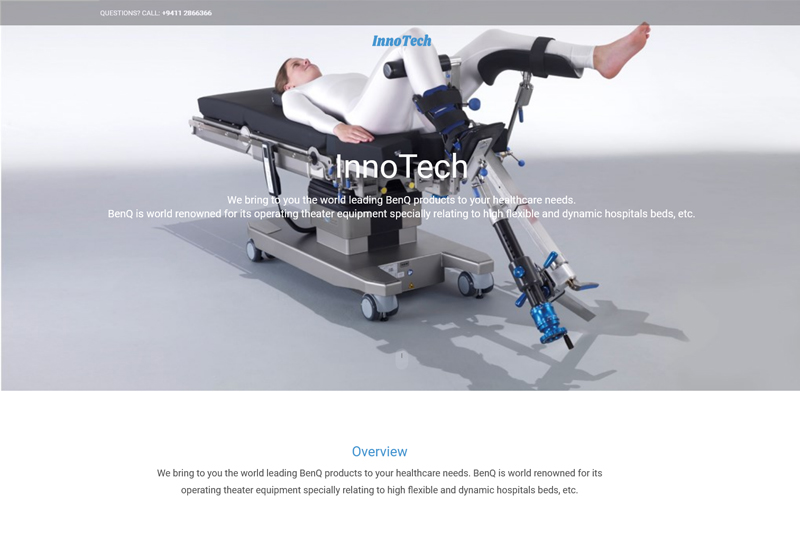 QUESTIONS? CALL: +9411 2866366
InnoTech
InnoTech
We bring to you the world leading BenQ products to your healthcare needs.
BenQ is world renowned for its operating theater equipment specially relating to high flexible and dynamic hospitals beds, etc.
Overview
We bring to you the world leading BenQ products to your healthcare needs. BenQ is world renowned for its
operating theater equipment specially relating to high flexible and dynamic hospitals beds, etc.